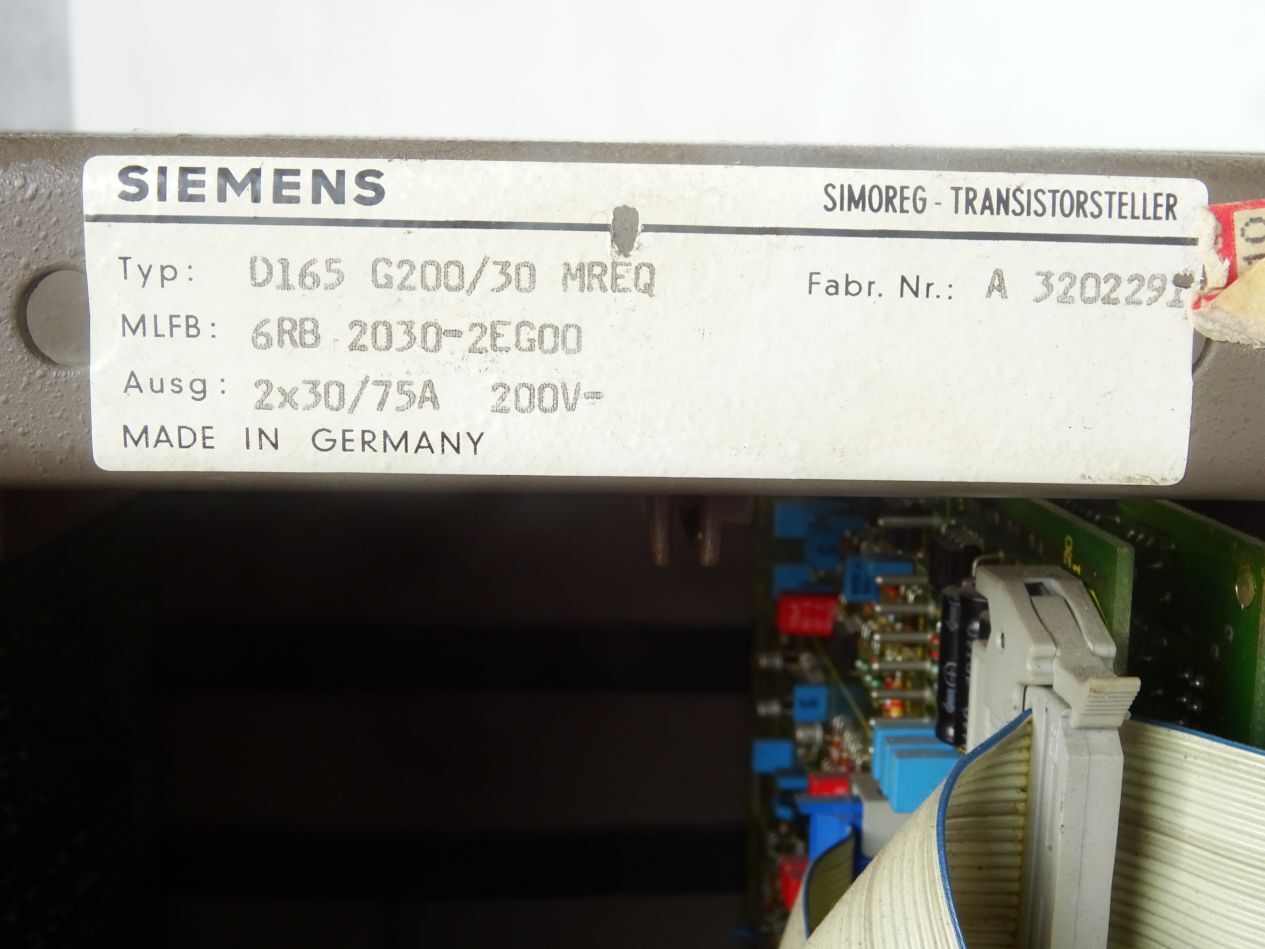 SIEMENS
SIMOREG - TRANSISTORSTELLER
Typ: D165 G200/30 MREQ
Fabr. Nr.: A 3202291
MLFB: 6RB 2030-2EG00
Ausg: 2x30/75A 200V=
MADE IN GERMANY